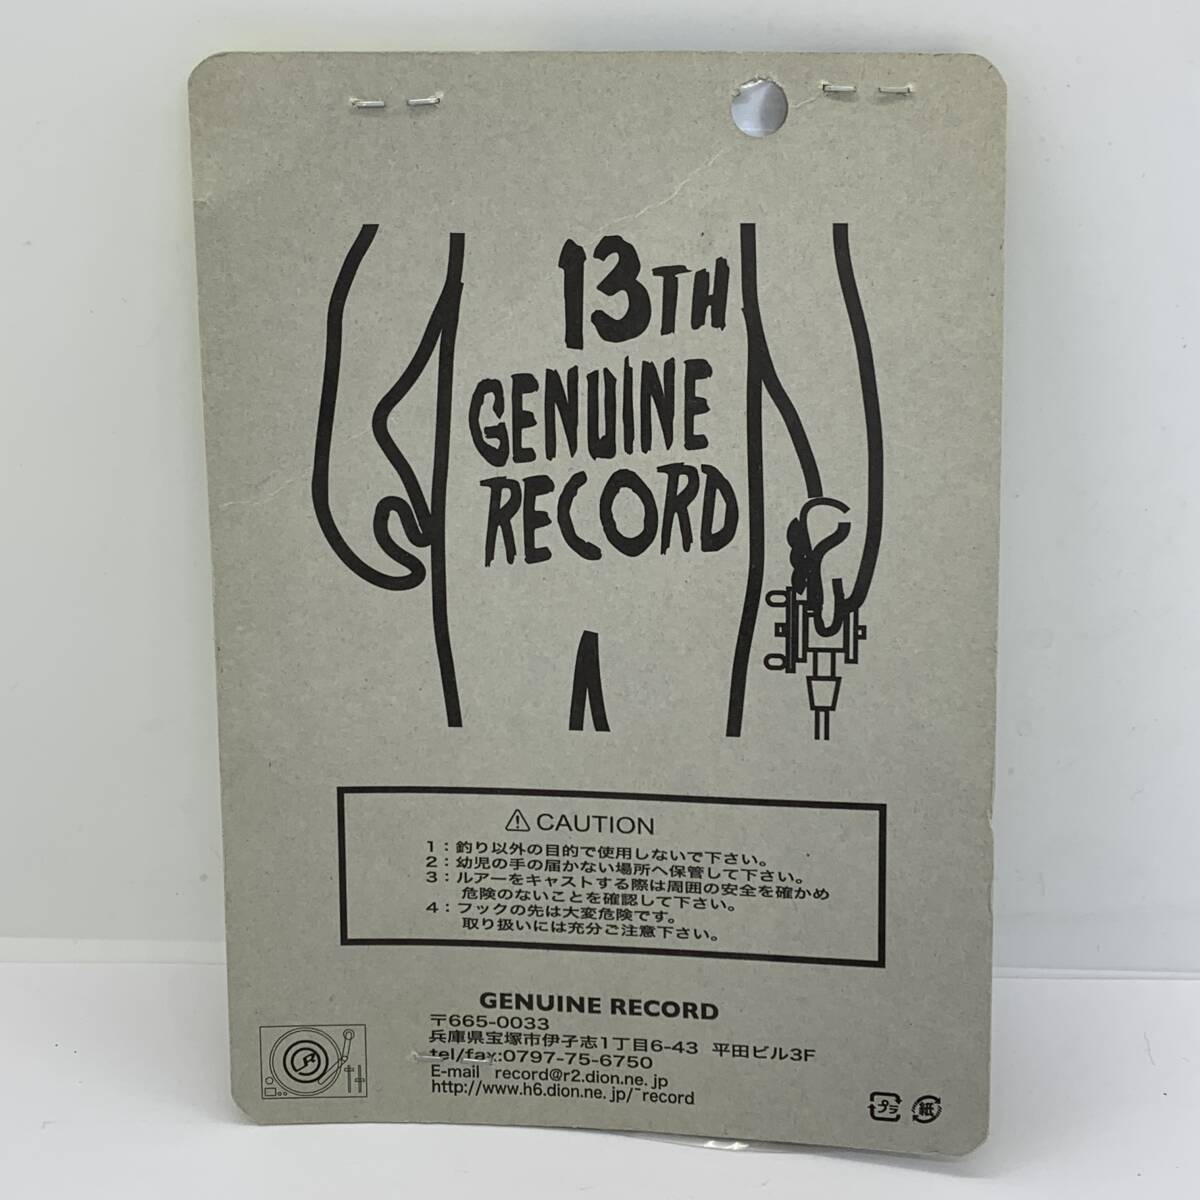 13TH
GENUINE
RECORD
⚠ CAUTION
1：釣り以外の目的で使用しないで下さい。
2：幼児の手の届かない場所へ保管して下さい。
3：ルアーをキャストする際は周囲の安全を確かめ
危険のないことを確認して下さい。
4：フックの先は大変危険です。
取り扱いには充分ご注意下さい。
GENUINE RECORD
〒665-0033
兵庫県宝塚市伊孑志1丁目6-43 平田ビル3F
tel/fax:0797-75-6750
E-mail record@r2.dion.ne.jp
http://www.h6.dion.ne.jp/~record
プラ 紙